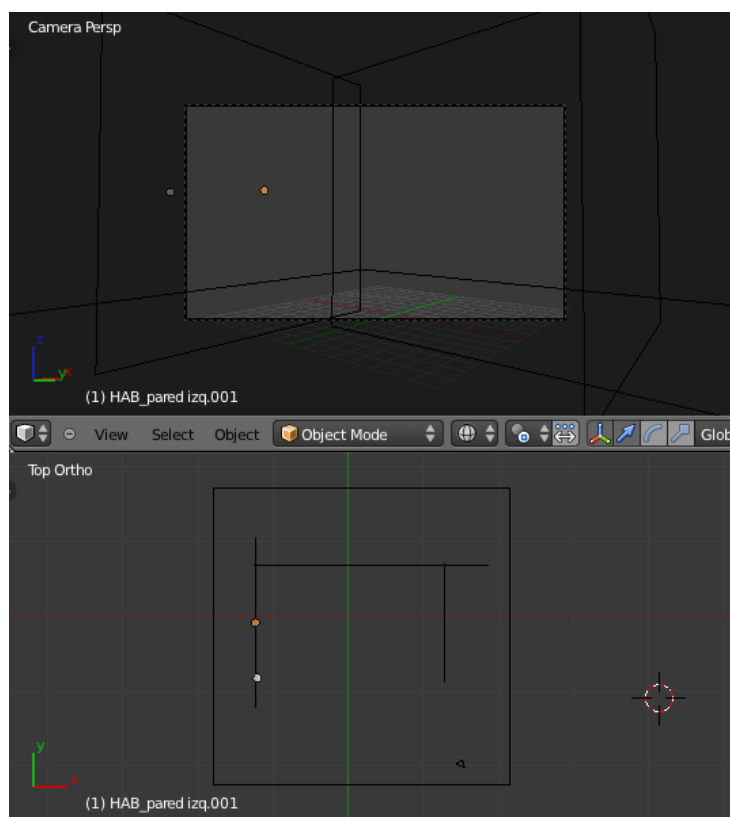 Camera Persp
z
y x
(1) HAB_pared izq.001
View Select Object Object Mode Glob
Top Ortho
y
x
(1) HAB_pared izq.001